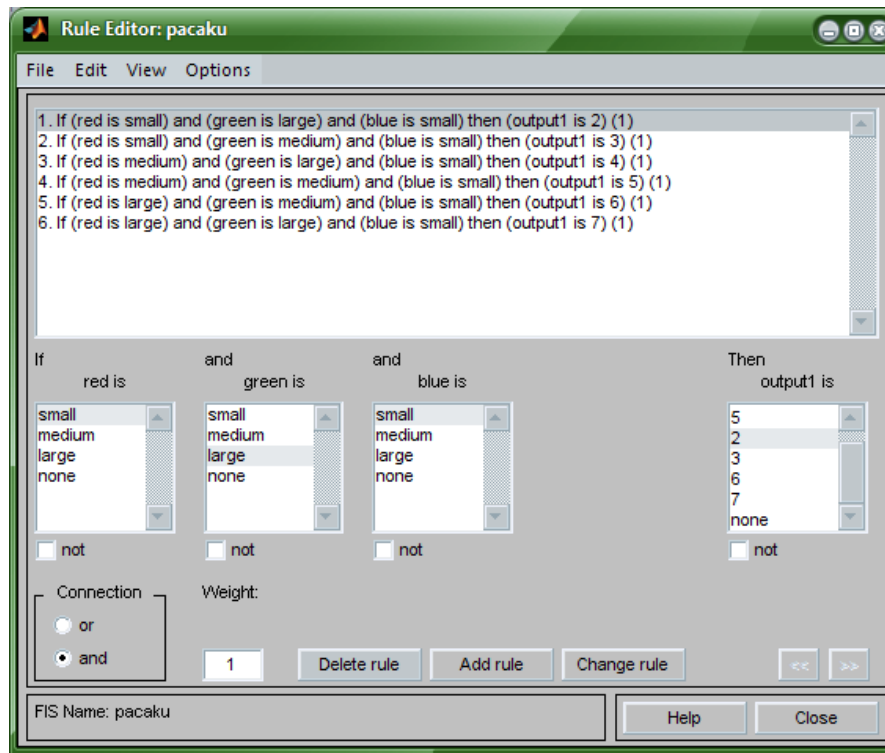 Rule Editor: pacaku
File Edit View Options
1. If (red is small) and (green is large) and (blue is small) then (output1 is 2) (1)
2. If (red is small) and (green is medium) and (blue is small) then (output1 is 3) (1)
3. If (red is medium) and (green is large) and (blue is small) then (output1 is 4) (1)
4. If (red is medium) and (green is medium) and (blue is small) then (output1 is 5) (1)
5. If (red is large) and (green is medium) and (blue is small) then (output1 is 6) (1)
6. If (red is large) and (green is large) and (blue is small) then (output1 is 7) (1)
If and and Then
red is green is blue is output1 is
small small small 5
medium medium medium 2
large large large 3
none none none 6
7
none
not not not not
Connection Weight:
or
and 1 Delete rule Add rule Change rule << >>
FIS Name: pacaku Help Close